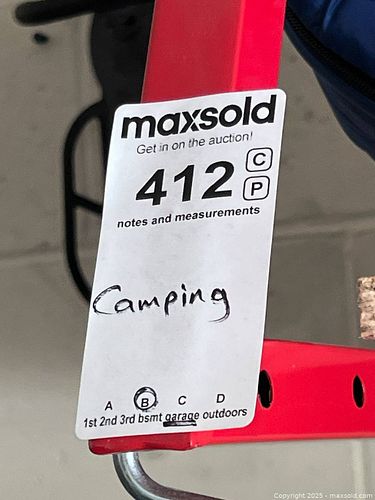 maxsold
Get in on the auction!
412 C
P
notes and measurements
Camping
A B C D
1st 2nd 3rd bsmt garage outdoors
Copyright 2025 - maxsold.com